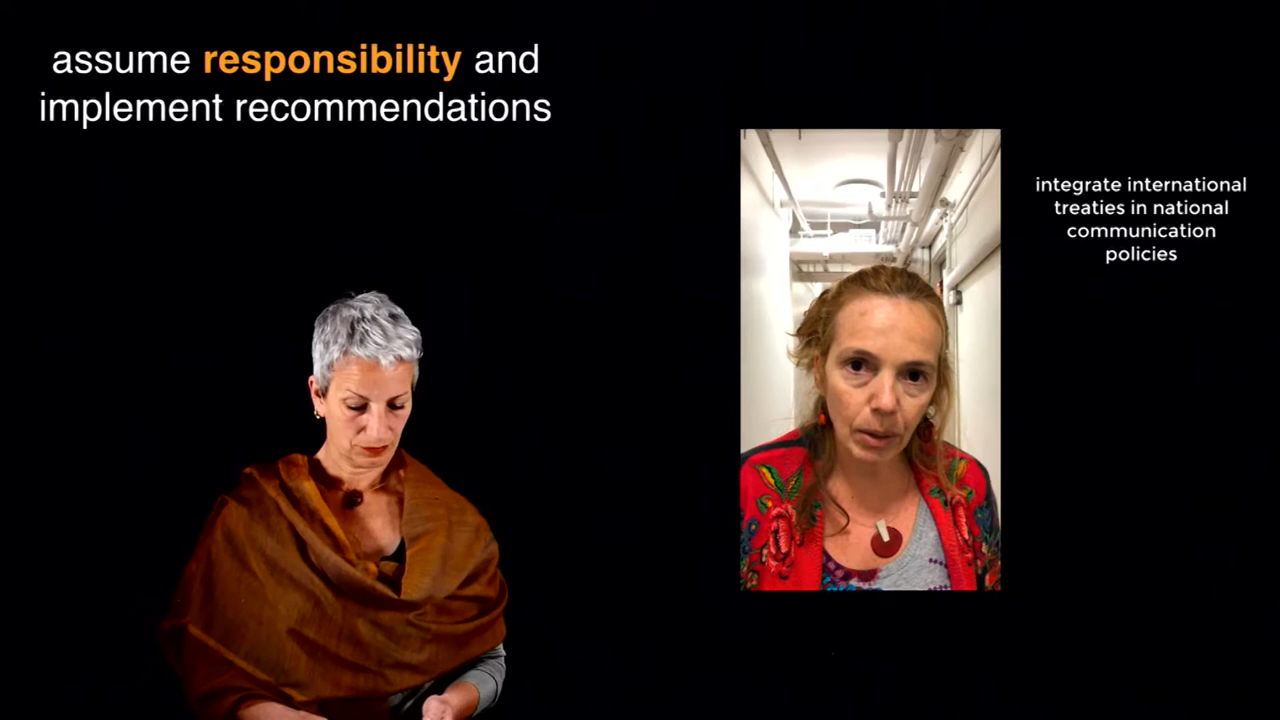 assume responsibility and
implement recommendations
integrate international
treaties in national
communication
policies